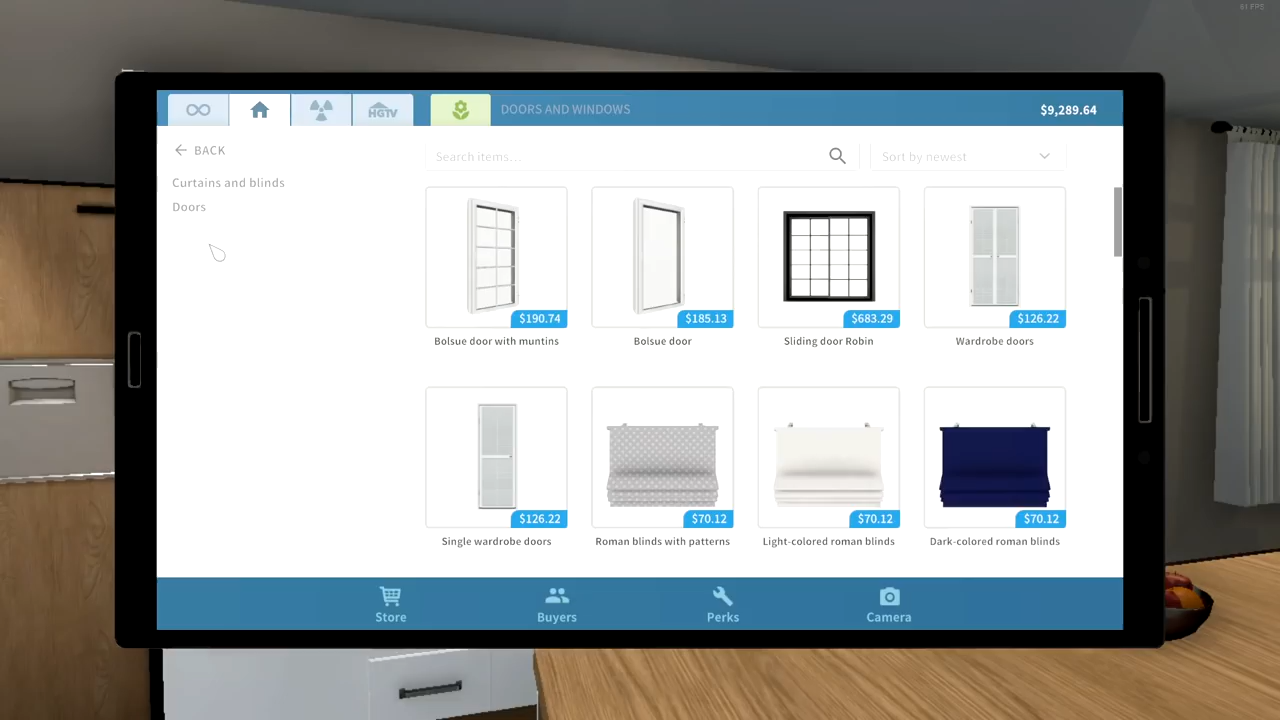 61 FPS
HGTV
DOORS AND WINDOWS
$9,289.64
BACK
Search items...
Sort by newest
Curtains and blinds
Doors
$190.74
$185.13
$683.29
$126.22
Bolsue door with muntins
Bolsue door
Sliding door Robin
Wardrobe doors
$126.22
$70.12
$70.12
$70.12
Single wardrobe doors
Roman blinds with patterns
Light-colored roman blinds
Dark-colored roman blinds
Store
Buyers
Perks
Camera